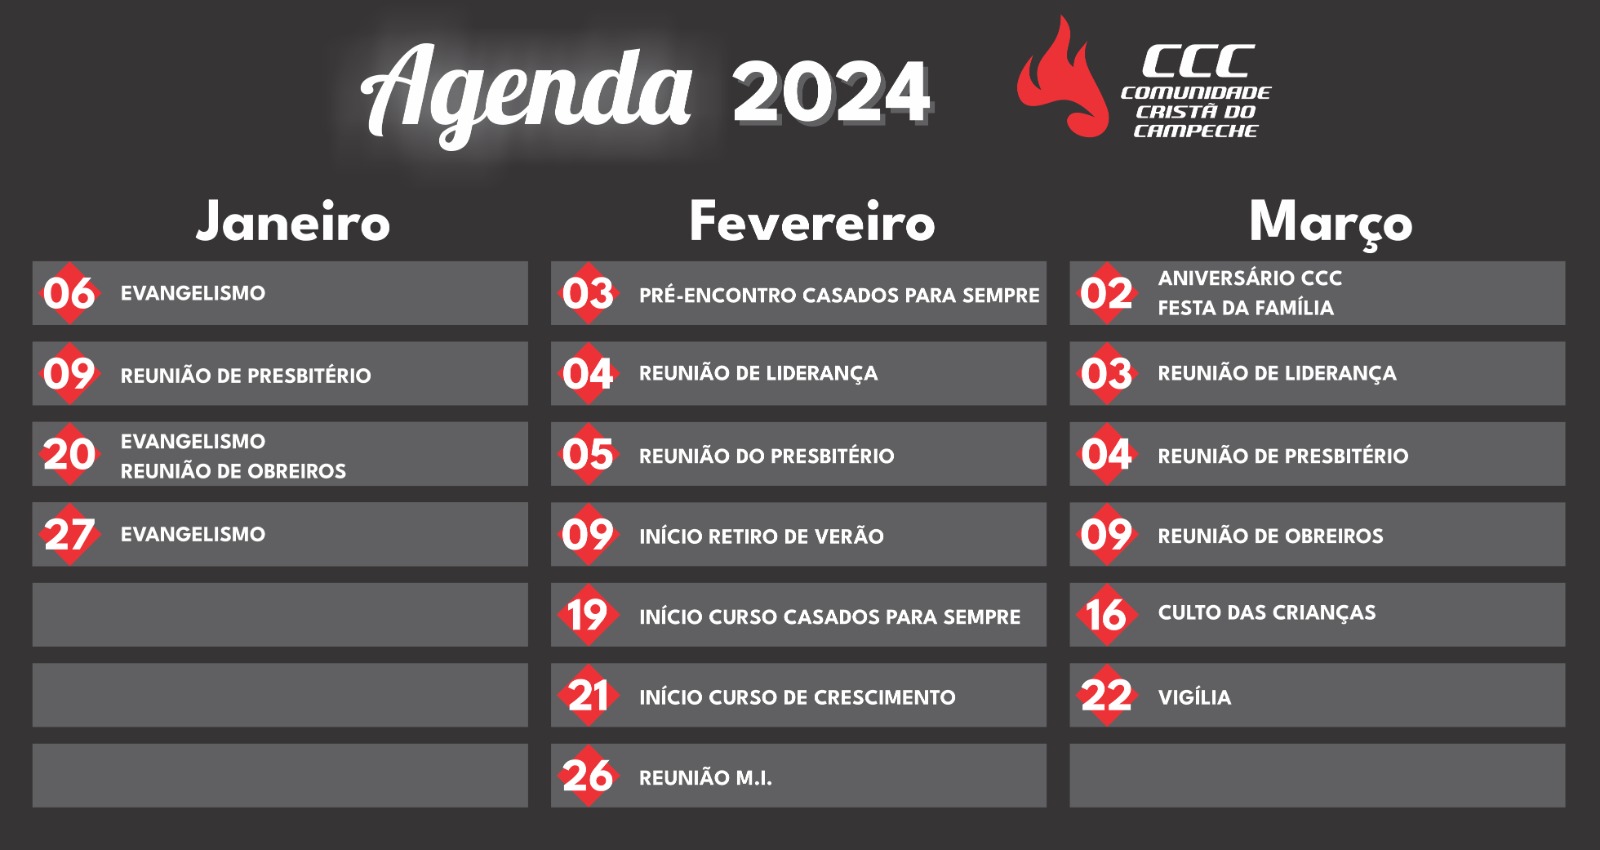 Agenda 2024
CCC
COMUNIDADE
CRISTÃ DO
CAMPECHE
Janeiro
06 EVANGELISMO
09 REUNIÃO DE PRESBITÉRIO
20 EVANGELISMO
REUNIÃO DE OBREIROS
27 EVANGELISMO
Fevereiro
03 PRÉ-ENCONTRO CASADOS PARA SEMPRE
04 REUNIÃO DE LIDERANÇA
05 REUNIÃO DO PRESBITÉRIO
09 INÍCIO RETIRO DE VERÃO
19 INÍCIO CURSO CASADOS PARA SEMPRE
21 INÍCIO CURSO DE CRESCIMENTO
26 REUNIÃO M.I.
Março
02 ANIVERSÁRIO CCC
FESTA DA FAMÍLIA
03 REUNIÃO DE LIDERANÇA
04 REUNIÃO DE PRESBITÉRIO
09 REUNIÃO DE OBREIROS
16 CULTO DAS CRIANÇAS
22 VIGÍLIA